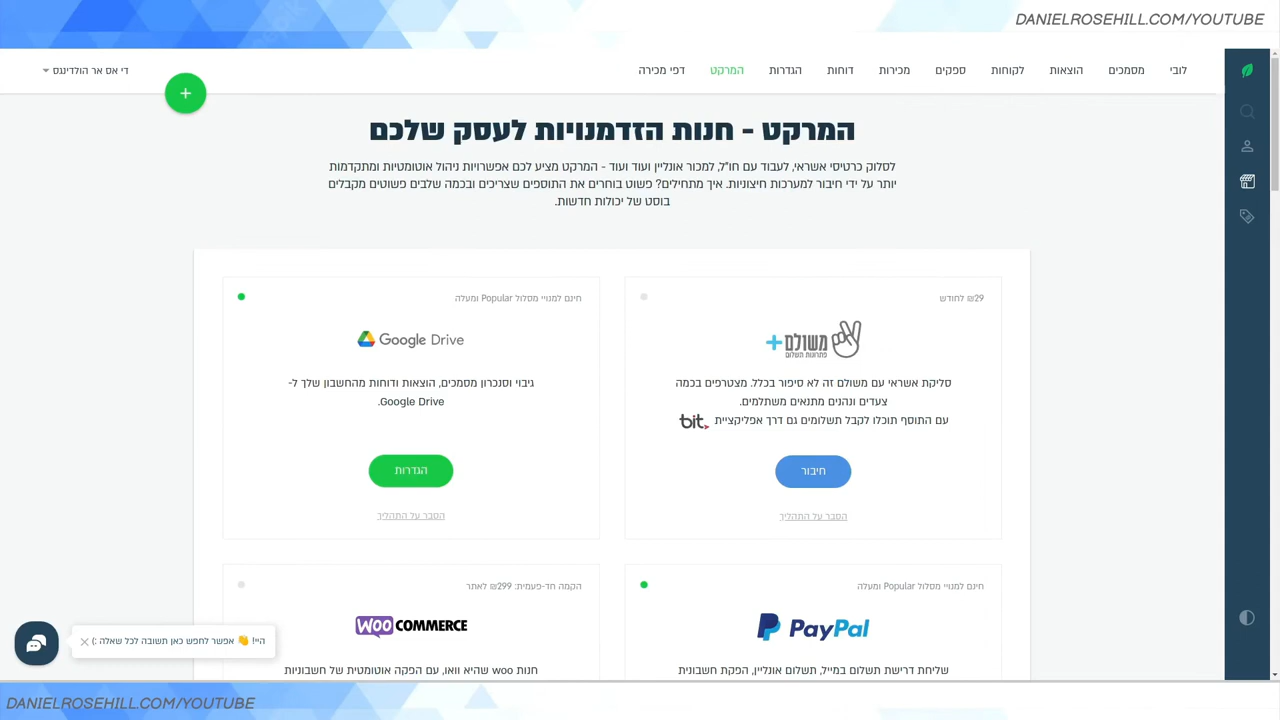 DANIELROSEHILL.COM/YOUTUBE
לובי מסמכים הוצאות לקוחות ספקים מכירות דוחות הגדרות המרקט דפי מכירה
די אס אר הולדינגס
+
המרקט - חנות הזדמנויות לעסק שלכם
לסלוק כרטיסי אשראי, לעבוד עם חו״ל, למכור אונליין ועוד ועוד - המרקט מציע לכם אפשרויות ניהול אוטומטיות ומתקדמות
יותר על ידי חיבור למערכות חיצוניות. איך מתחילים? פשוט בוחרים את התוספים שצריכים ובכמה שלבים פשוטים מקבלים
בוסט של יכולות חדשות.
₪29 לחודש
משולם+
פתרונות תשלום
סליקת אשראי עם משולם זה לא סיפור בכלל. מצטרפים בכמה
צעדים ונהנים מתנאים משתלמים.
עם התוסף תוכלו לקבל תשלומים גם דרך אפליקציית bit
חיבור
הסבר על התהליך
חינם למנויי מסלול Popular ומעלה
Google Drive
גיבוי וסנכרון מסמכים, הוצאות ודוחות מהחשבון שלך ל-
Google Drive.
הגדרות
הסבר על התהליך
חינם למנויי מסלול Popular ומעלה
PayPal
שליחת דרישת תשלום במייל, תשלום אונליין, הפקת חשבונית
הקמה חד-פעמית: ₪299 לאתר
WOO COMMERCE
חנות woo שהיא וואו, עם הפקה אוטומטית של חשבוניות
היי! 👋 אפשר לחפש כאן תשובה לכל שאלה :)
DANIELROSEHILL.COM/YOUTUBE